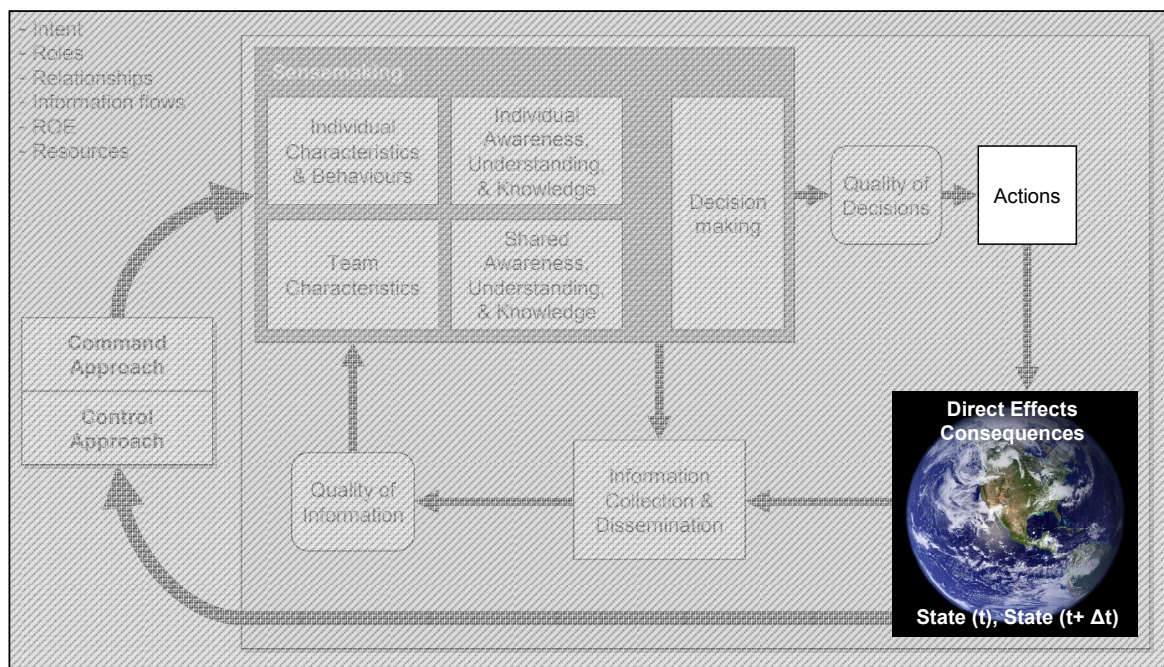 - Intent
- Roles
- Relationships
- Information flows
- ROE
- Resources
Sensemaking
Individual
Characteristics
& Behaviours
Individual
Awareness,
Understanding,
& Knowledge
Team
Characteristics
Shared
Awareness,
Understanding,
& Knowledge
Decision
making
Quality of
Decisions
Actions
Command
Approach
Control
Approach
Quality of
Information
Information
Collection &
Dissemination
Direct Effects
Consequences
State (t), State (t+ Δt)